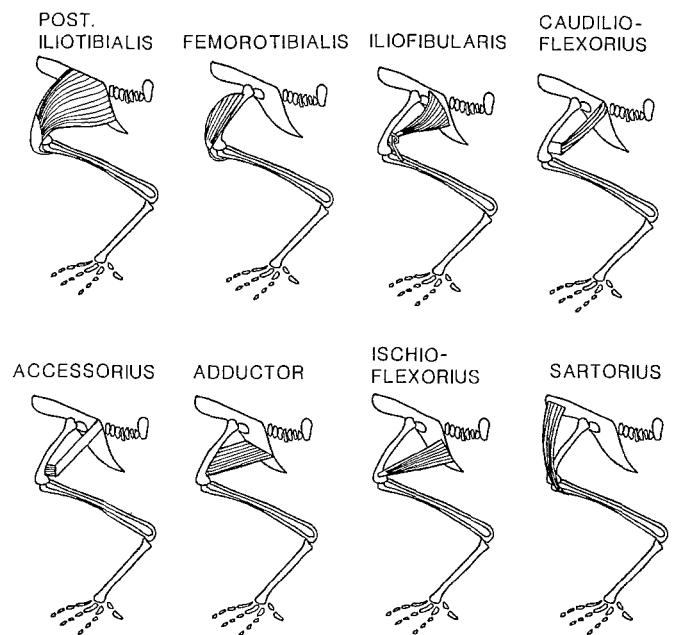 POST.
ILIOTIBIALIS
FEMOROTIBIALIS
ILIOFIBULARIS
CAUDILIO-
FLEXORIUS
ACCESSORIUS
ADDUCTOR
ISCHIO-
FLEXORIUS
SARTORIUS